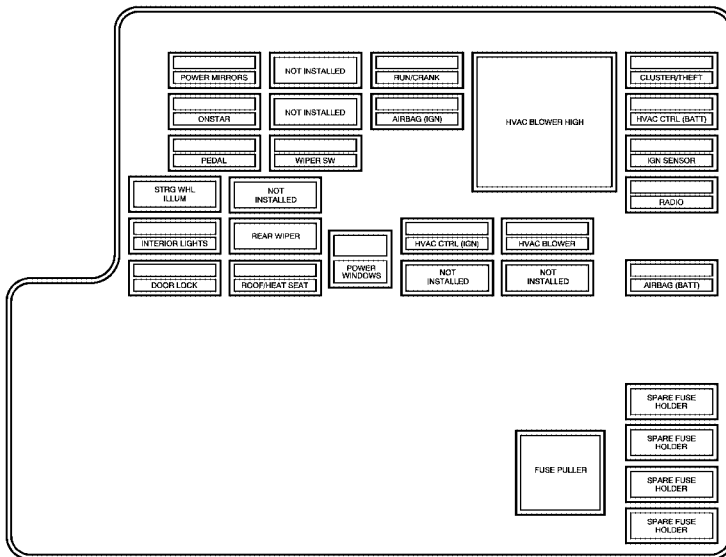 POWER MIRRORS
NOT INSTALLED
RUN/CRANK
HVAC BLOWER HIGH
CLUSTER/THEFT
ONSTAR
NOT INSTALLED
AIRBAG (IGN)
HVAC CTRL (BATT)
PEDAL
WIPER SW
IGN SENSOR
STRG WHL
ILLUM
NOT
INSTALLED
RADIO
INTERIOR LIGHTS
REAR WIPER
POWER
WINDOWS
HVAC CTRL (IGN)
HVAC BLOWER
DOOR LOCK
ROOF/HEAT SEAT
NOT
INSTALLED
NOT
INSTALLED
AIRBAG (BATT)
SPARE FUSE
HOLDER
SPARE FUSE
HOLDER
FUSE PULLER
SPARE FUSE
HOLDER
SPARE FUSE
HOLDER